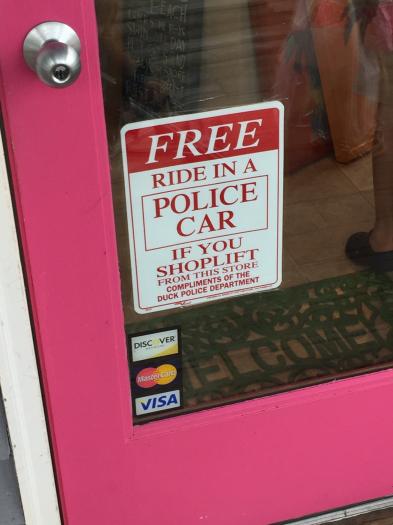 FREE
RIDE IN A
POLICE
CAR
IF YOU
SHOPLIFT
FROM THIS STORE
COMPLIMENTS OF THE
DUCK POLICE DEPARTMENT
DISCOVER
MasterCard
VISA
WELCOME